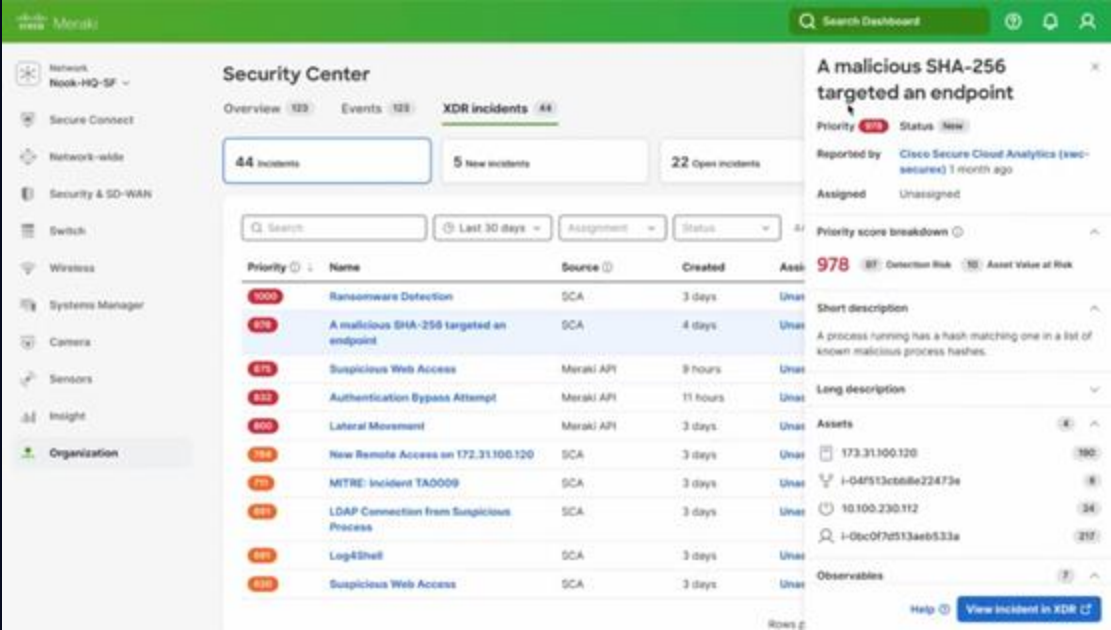 Meraki
Search Dashboard
Network
Nook-HQ-SF
Secure Connect
Network-wide
Security & SD-WAN
Switch
Wireless
Systems Manager
Camera
Sensors
Insight
Organization
Security Center
Overview 123 Events 123 XDR incidents 44
44 Incidents
5 New incidents
22 Open incidents
Search Last 30 days Assignment Status
Priority Name Source Created
1000 Ransomware Detection SCA 3 days
978 A malicious SHA-256 targeted an SCA 4 days
endpoint
875 Suspicious Web Access Meraki API 9 hours
832 Authentication Bypass Attempt Meraki API 11 hours
800 Lateral Movement Meraki API 3 days
New Remote Access on 172.31.100.120 SCA 3 days
711 MITRE: Incident TA0009 SCA 3 days
LDAP Connection from Suspicious SCA 3 days
Process
Log4Shell SCA 3 days
630 Suspicious Web Access SCA 3 days
Rows
A malicious SHA-256
targeted an endpoint
Priority 978 Status New
Reported by Cisco Secure Cloud Analytics (swc-
securex) 1 month ago
Assigned Unassigned
Priority score breakdown
978 Detection Risk 10 Asset Value at Risk
Short description
A process running has a hash matching one in a list of
known malicious process hashes.
Long description
Assets 4
173.31.100.120 190
10.100.230.112 24
i-0bc0f7d513aeb533a 217
Observables 7
Help View incident in XDR